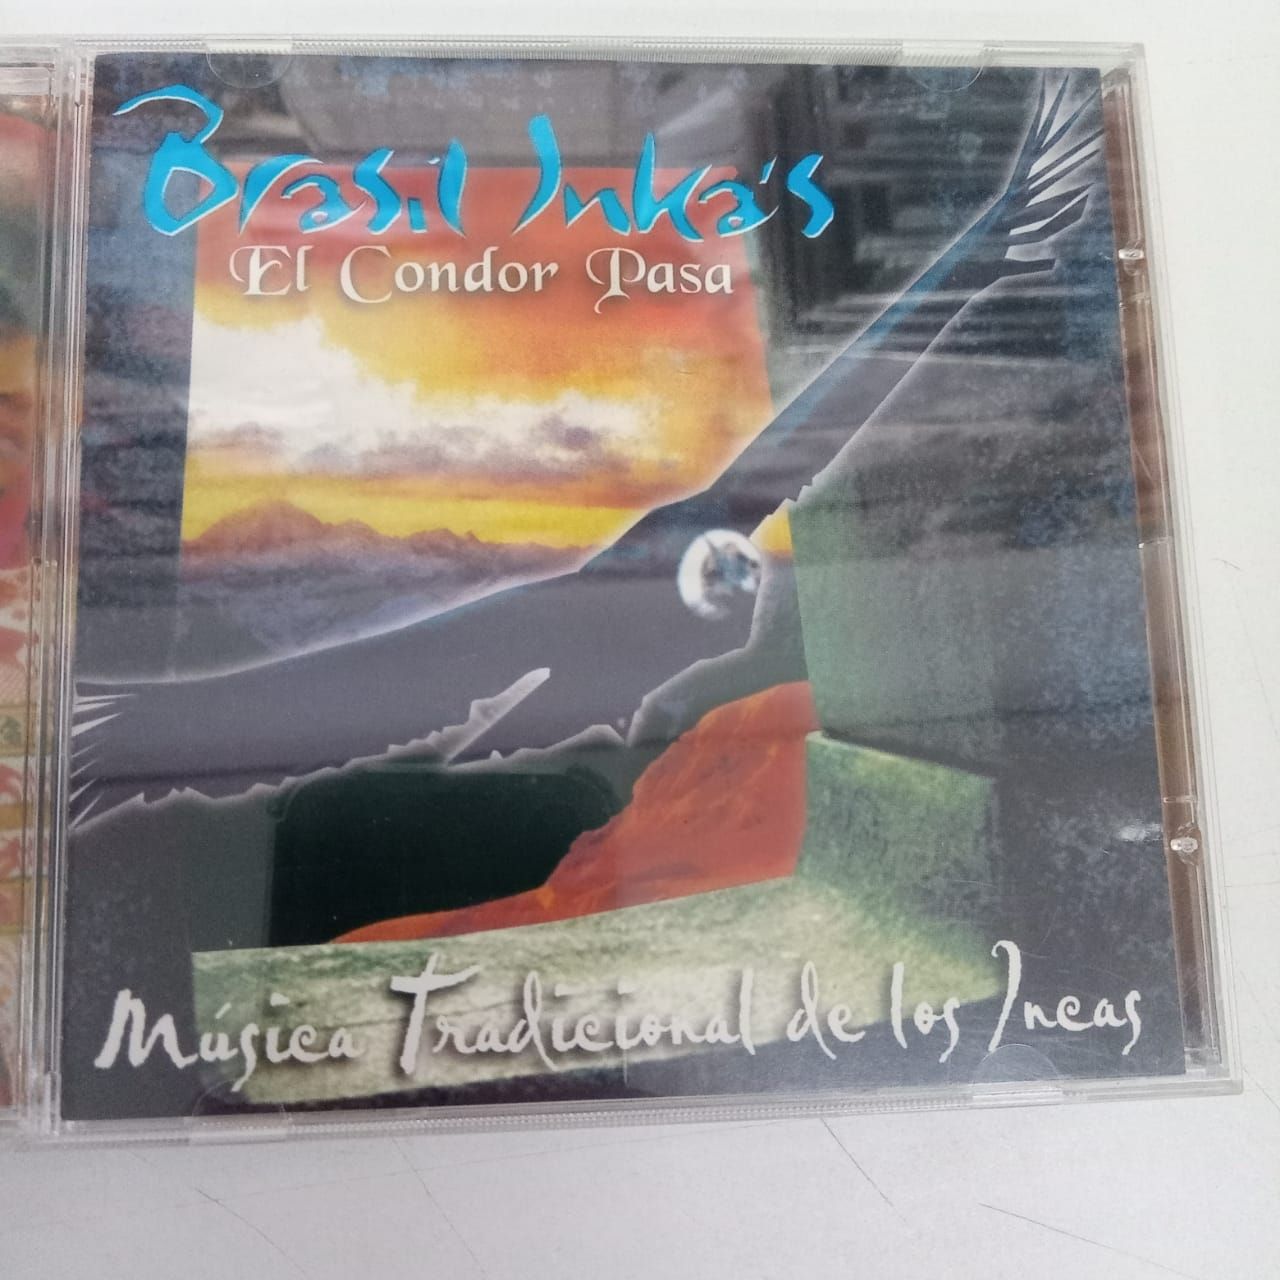 Brasil Inka's
El Condor Pasa
Música Tradicional de los Incas